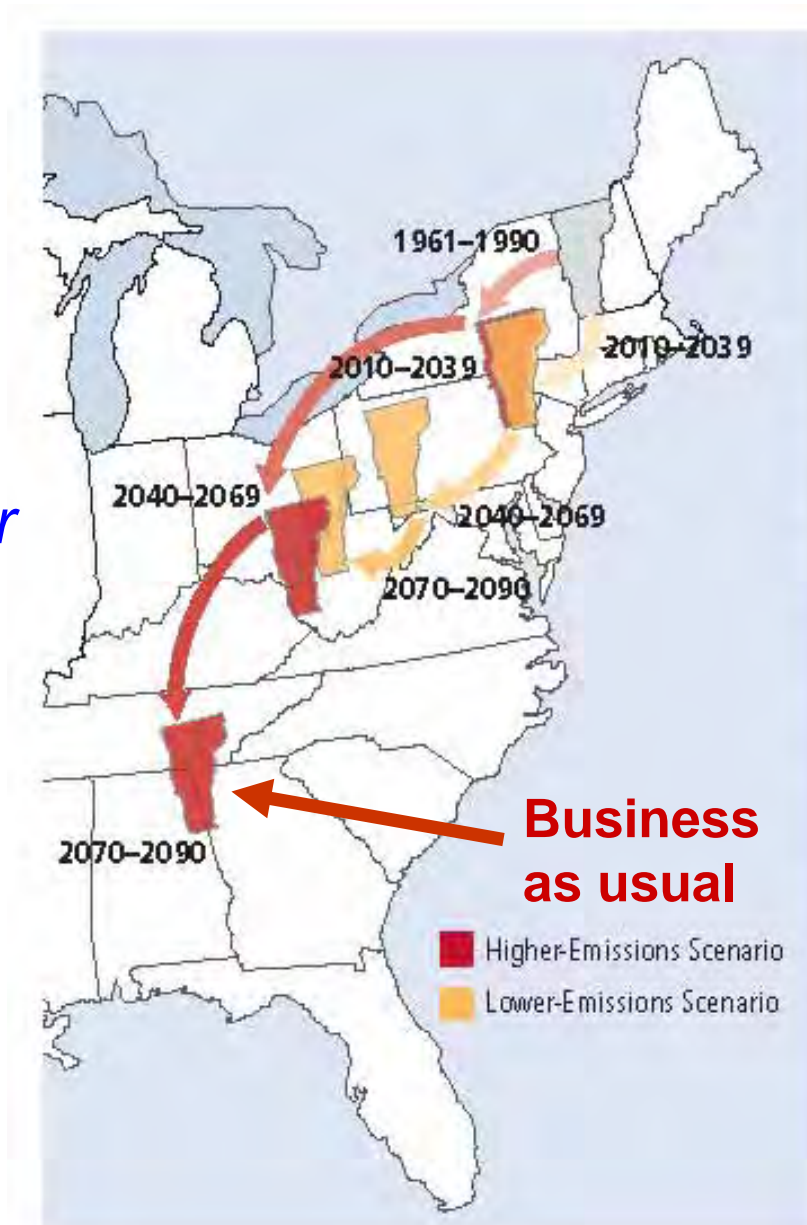 1961–1990
2010–2039
2010–2039
2040–2069
r
2040–2069
2070–2090
2070–2090
Business
as usual
Higher-Emissions Scenario
Lower-Emissions Scenario